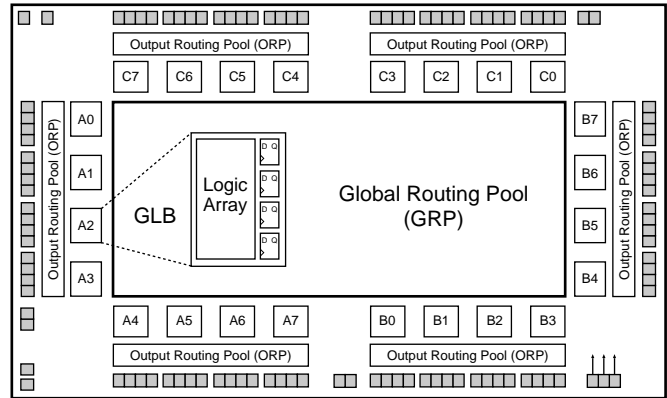 Output Routing Pool (ORP)
Output Routing Pool (ORP)
C7 C6 C5 C4
C3 C2 C1 C0
Output Routing Pool (ORP)
A0
A1
A2
A3
GLB
Logic
Array
D Q
D Q
D Q
D Q
Global Routing Pool
(GRP)
B7
B6
B5
B4
Output Routing Pool (ORP)
A4 A5 A6 A7
B0 B1 B2 B3
Output Routing Pool (ORP)
Output Routing Pool (ORP)